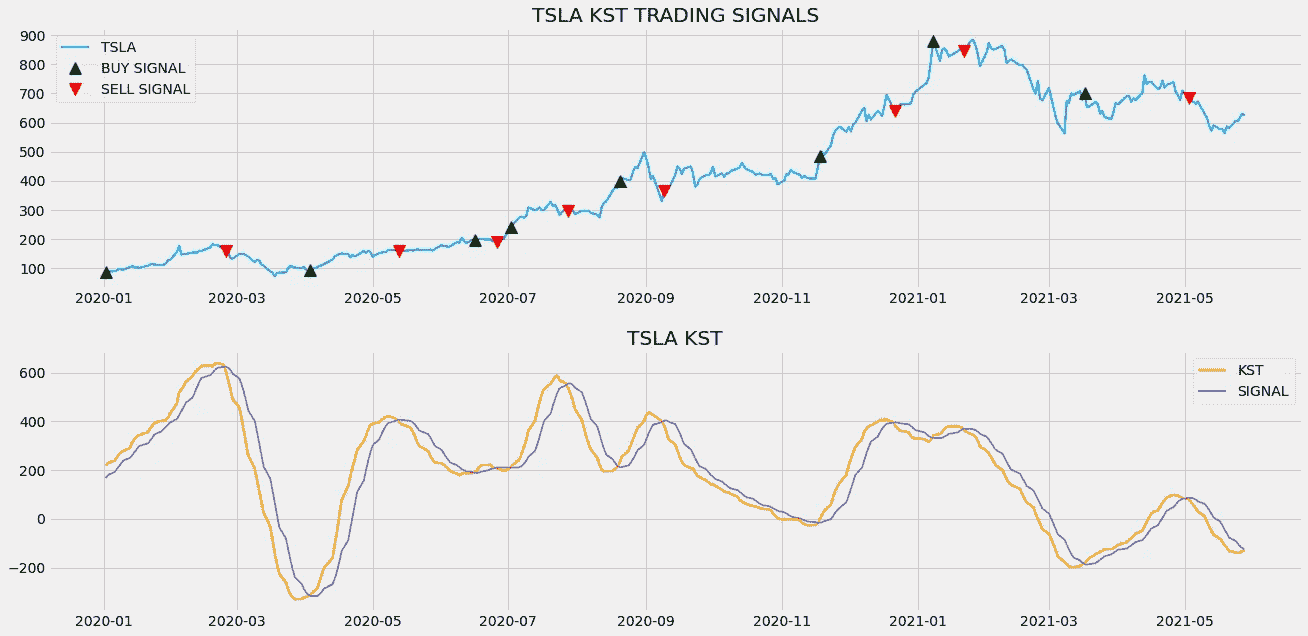 TSLA KST TRADING SIGNALS
900
800
700
600
500
400
300
200
100
TSLA
BUY SIGNAL
SELL SIGNAL
2020-01 2020-03 2020-05 2020-07 2020-09 2020-11 2021-01 2021-03 2021-05
TSLA KST
600
400
200
0
−200
KST
SIGNAL
2020-01 2020-03 2020-05 2020-07 2020-09 2020-11 2021-01 2021-03 2021-05